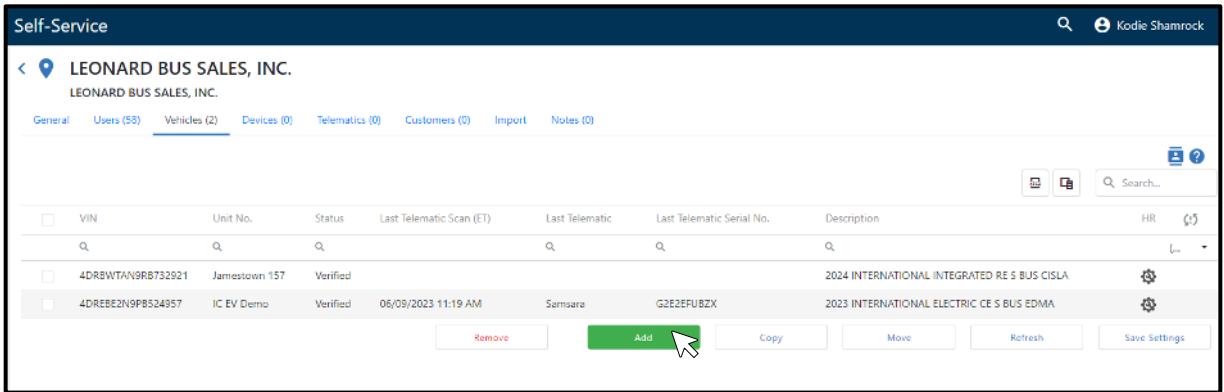 Self-Service
Kodie Shamrock
LEONARD BUS SALES, INC.
LEONARD BUS SALES, INC.
General Users (58) Vehicles (2) Devices (0) Telematics (0) Customers (0) Import Notes (0)
Search...
VIN Unit No. Status Last Telematic Scan (ET) Last Telematic Last Telematic Serial No. Description HR
(...
4DRBWTAN9RB732921 Jamestown 157 Verified 2024 INTERNATIONAL INTEGRATED RE S BUS CISLA
4DREBE2N9PB524957 IC EV Demo Verified 06/09/2023 11:19 AM Samsara G2E2EFUBZX 2023 INTERNATIONAL ELECTRIC CE S BUS EDMA
Remove Add Copy Move Refresh Save Settings